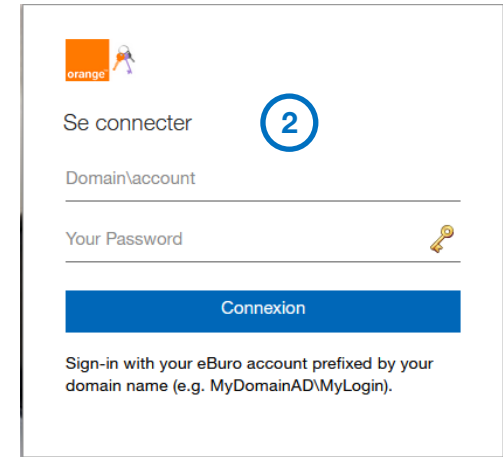 orange™
Se connecter
2
Domain\account
Your Password
Connexion
Sign-in with your eBuro account prefixed by your
domain name (e.g. MyDomainAD\MyLogin).